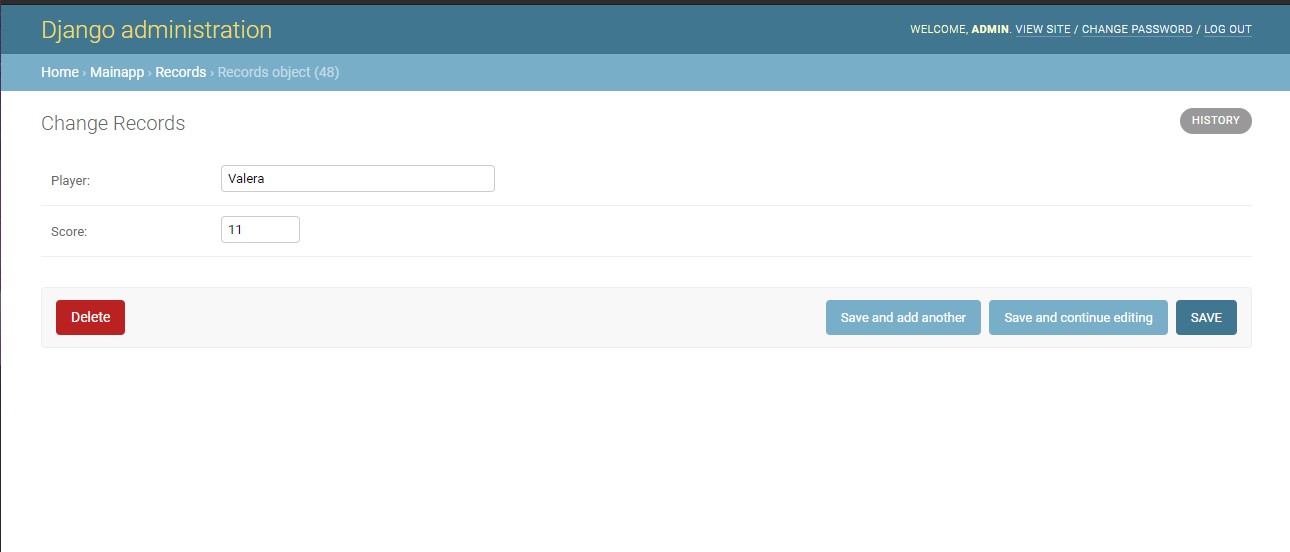 Django administration
WELCOME, ADMIN. VIEW SITE / CHANGE PASSWORD / LOG OUT
Home › Mainapp › Records › Records object (48)
Change Records
HISTORY
Player: Valera
Score: 11
Delete Save and add another Save and continue editing SAVE